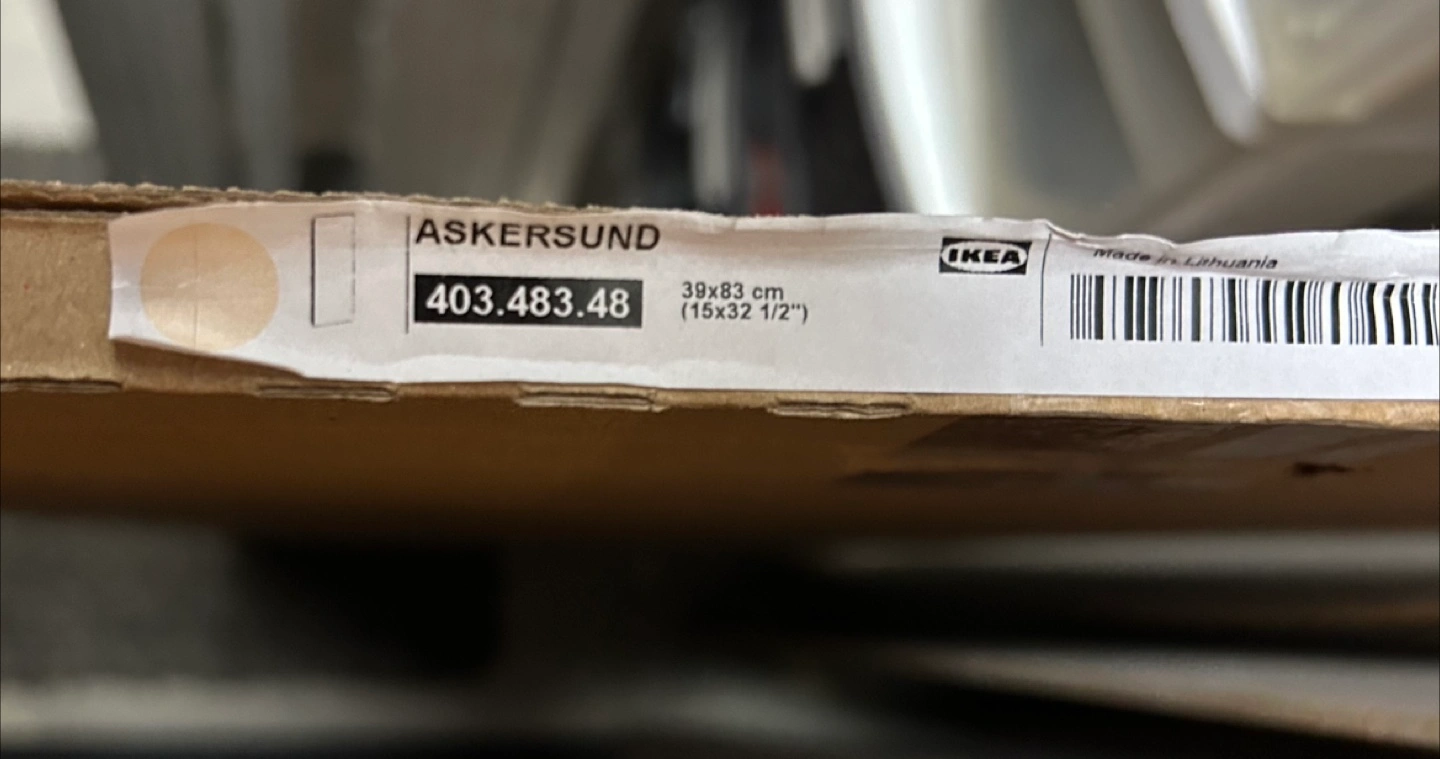 ASKERSUND
403.483.48
39x83 cm
(15x32 1/2")
IKEA
Made in Lithuania